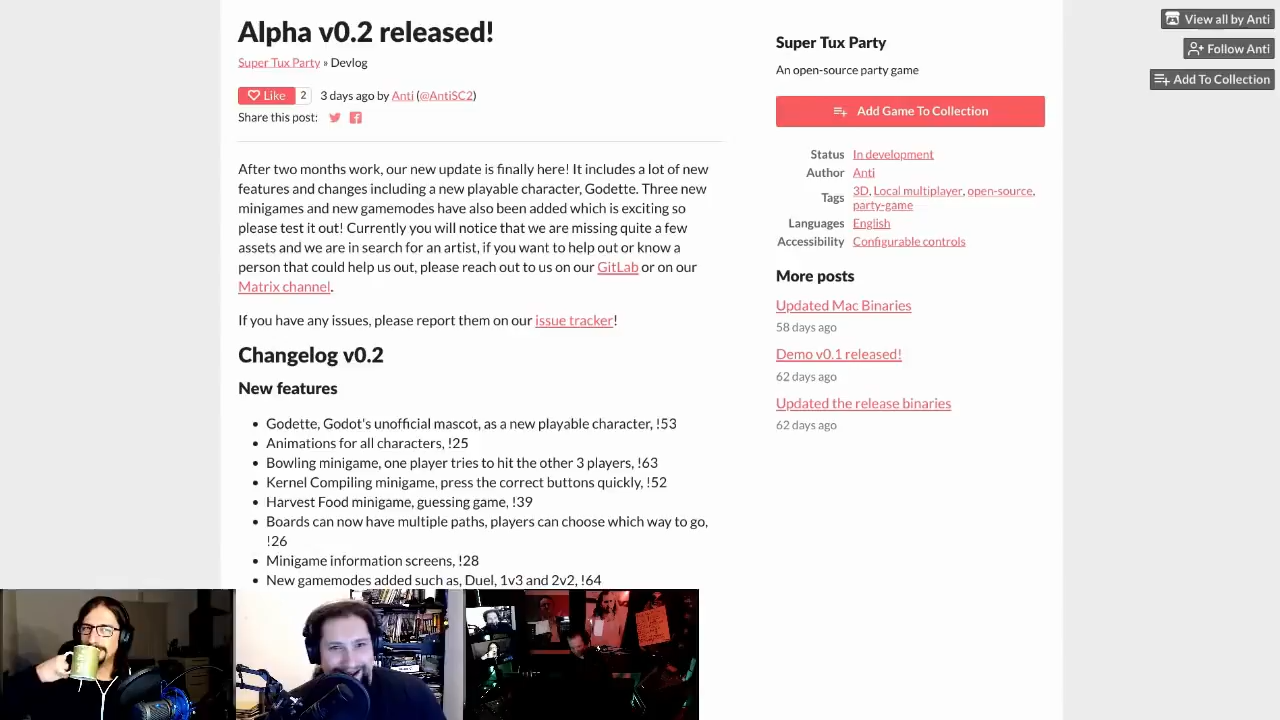 Alpha v0.2 released!
Super Tux Party » Devlog
Like 2 3 days ago by Anti (@AntiSC2)
Share this post:
After two months work, our new update is finally here! It includes a lot of new
features and changes including a new playable character, Godette. Three new
minigames and new gamemodes have also been added which is exciting so
please test it out! Currently you will notice that we are missing quite a few
assets and we are in search for an artist, if you want to help out or know a
person that could help us out, please reach out to us on our GitLab or on our
Matrix channel.
If you have any issues, please report them on our issue tracker!
Changelog v0.2
New features
• Godette, Godot's unofficial mascot, as a new playable character, !53
• Animations for all characters, !25
• Bowling minigame, one player tries to hit the other 3 players, !63
• Kernel Compiling minigame, press the correct buttons quickly, !52
• Harvest Food minigame, guessing game, !39
• Boards can now have multiple paths, players can choose which way to go,
!26
• Minigame information screens, !28
• New gamemodes added such as, Duel, 1v3 and 2v2, !64
Super Tux Party
An open-source party game
Add Game To Collection
Status In development
Author Anti
Tags 3D, Local multiplayer, open-source,
party-game
Languages English
Accessibility Configurable controls
More posts
Updated Mac Binaries
58 days ago
Demo v0.1 released!
62 days ago
Updated the release binaries
62 days ago
View all by Anti
Follow Anti
Add To Collection